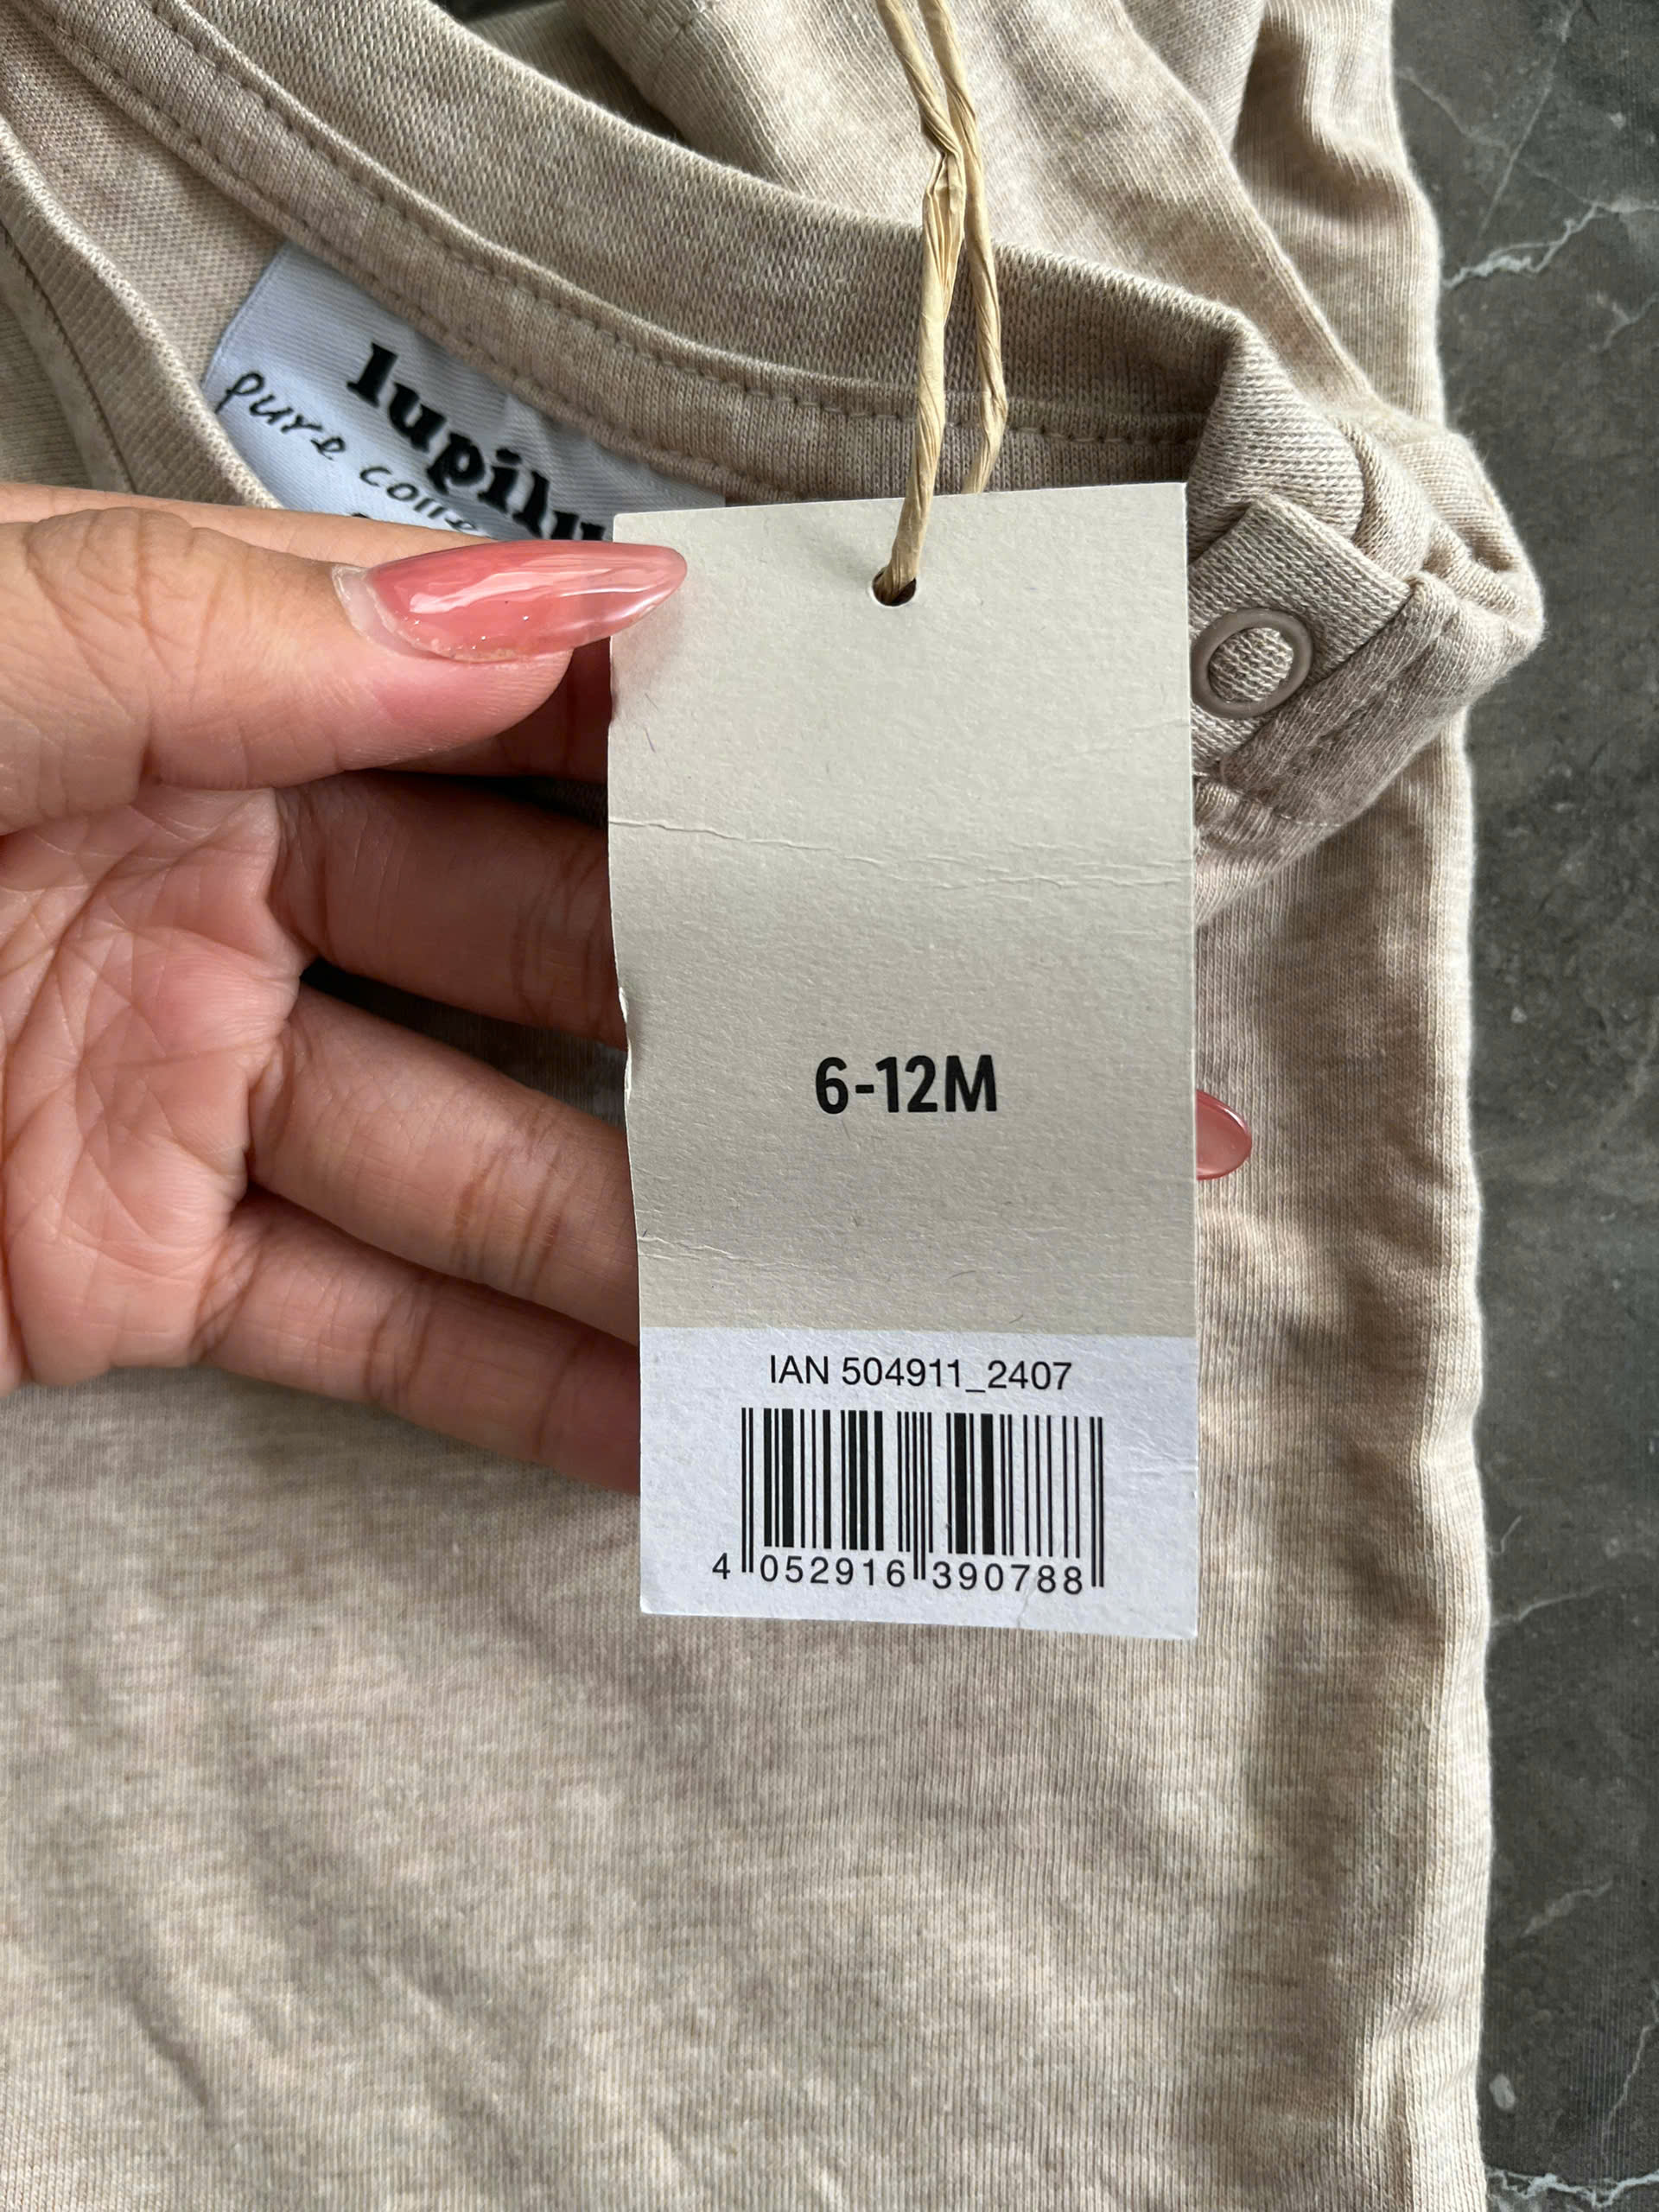 lupilu
pure colle
6-12M
IAN 504911_2407
4 052916 390788